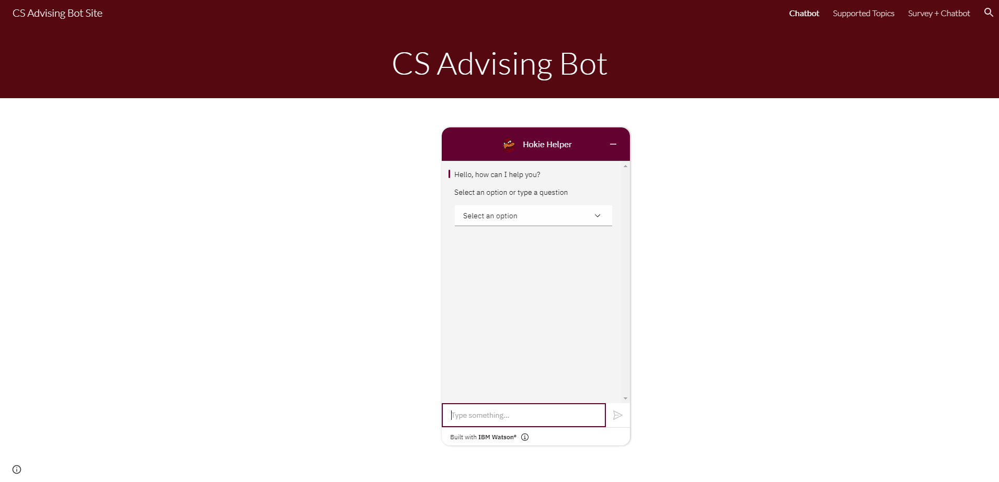 CS Advising Bot Site
Chatbot
Supported Topics
Survey + Chatbot
CS Advising Bot
Hokie Helper
Hello, how can I help you?
Select an option or type a question
Select an option
Type something...
Built with IBM Watson®